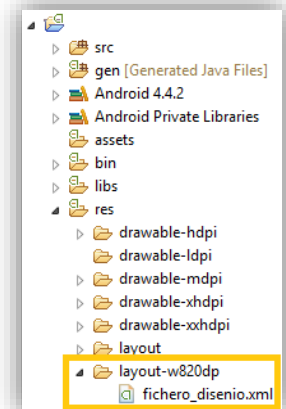 src
gen [Generated Java Files]
Android 4.4.2
Android Private Libraries
assets
bin
libs
res
drawable-hdpi
drawable-ldpi
drawable-mdpi
drawable-xhdpi
drawable-xxhdpi
layout
layout-w820dp
fichero_disenio.xml